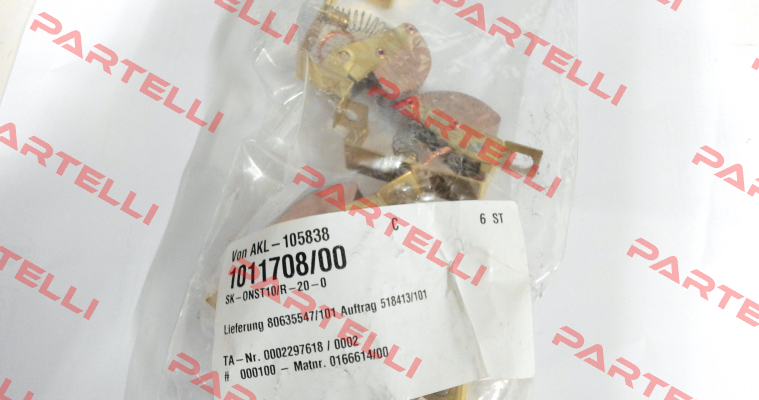 Von AKL-105838 C 6 ST
1011708/00
SK-ONST10/R-20-0
Lieferung 80635547/101 Auftrag 518413/101
TA-Nr. 0002297618 / 0002
# 000100 - Matnr. 0166614/00
PARTELLI
PARTELLI
PARTELLI
PARTELLI
PARTELLI
PARTELLI
PARTELLI
PARTELLI
PARTELLI
PARTELLI